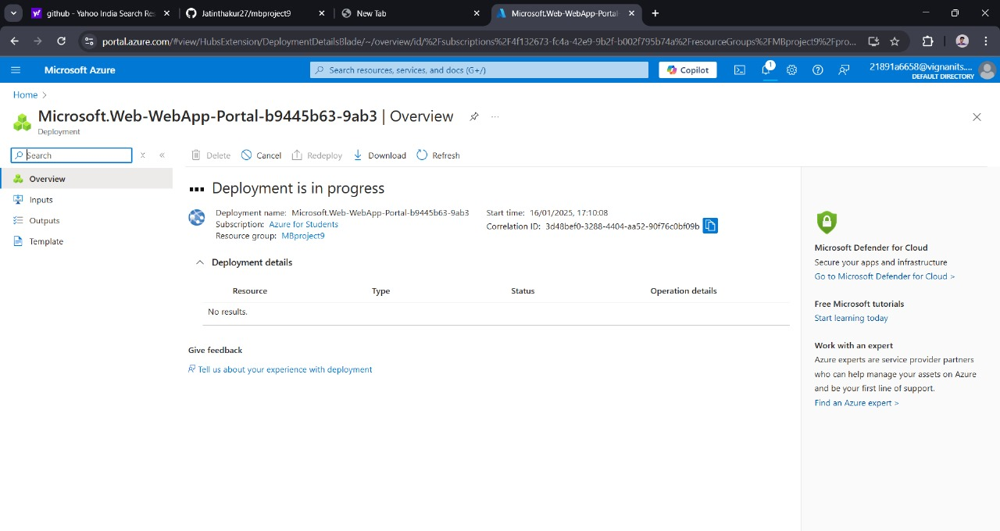 github - Yahoo India Search Res
Jatinthakur27/mbproject9
New Tab
Microsoft.Web-WebApp-Portal-
portal.azure.com/#view/HubsExtension/DeploymentDetailsBlade/~/overview/id/%2Fsubscriptions%2F4f132673-fc4a-42e9-9b2f-b002f795b74a%2FresourceGroups%2FMBproject9%2Fpro...
Microsoft Azure
Search resources, services, and docs (G+/)
Copilot
1
21891a6658@vignanits....
DEFAULT DIRECTORY
Home >
Microsoft.Web-WebApp-Portal-b9445b63-9ab3 | Overview ...
Deployment
Search
Delete Cancel Redeploy Download Refresh
Overview
Inputs
Outputs
Template
Deployment is in progress
Deployment name: Microsoft.Web-WebApp-Portal-b9445b63-9ab3
Subscription: Azure for Students
Resource group: MBproject9
Start time: 16/01/2025, 17:10:08
Correlation ID: 3d48bef0-3288-4404-aa52-90f76c0bf09b
Deployment details
Resource Type Status Operation details
No results.
Give feedback
Tell us about your experience with deployment
Microsoft Defender for Cloud
Secure your apps and infrastructure
Go to Microsoft Defender for Cloud >
Free Microsoft tutorials
Start learning today
Work with an expert
Azure experts are service provider partners
who can help manage your assets on Azure
and be your first line of support.
Find an Azure expert >